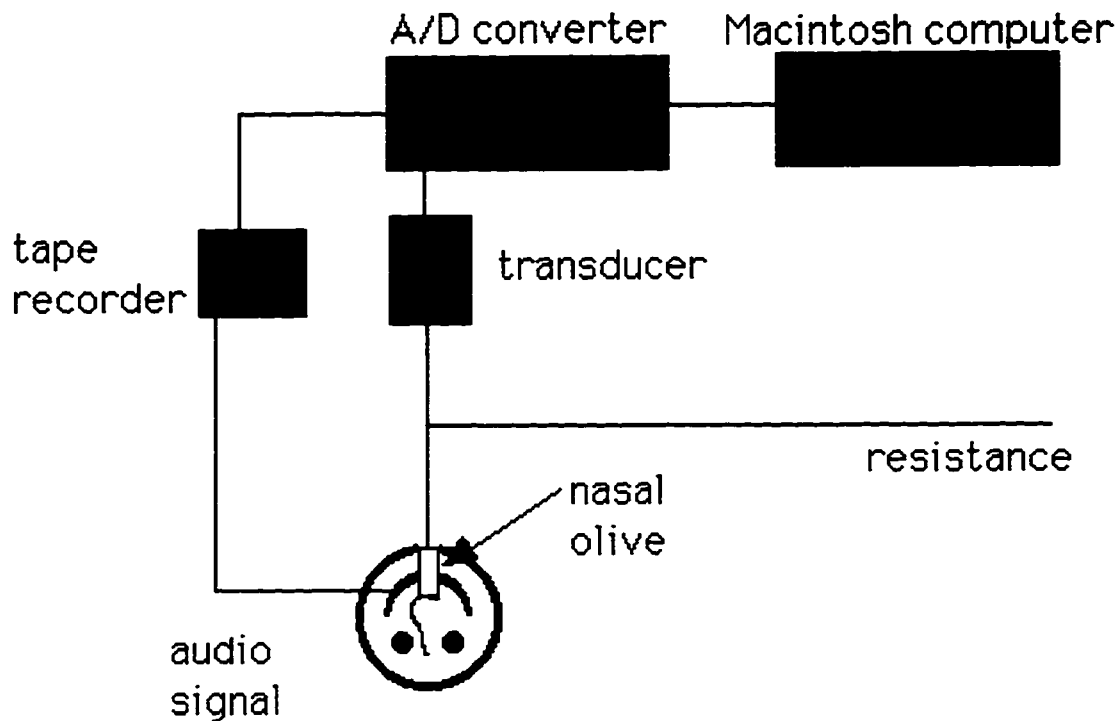 A/D converter
Macintosh computer
tape
recorder
transducer
resistance
nasal
olive
audio
signal